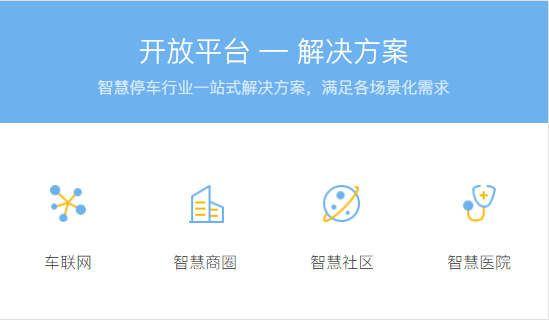 开放平台 — 解决方案
智慧停车行业一站式解决方案，满足各场景化需求
车联网
智慧商圈
智慧社区
智慧医院